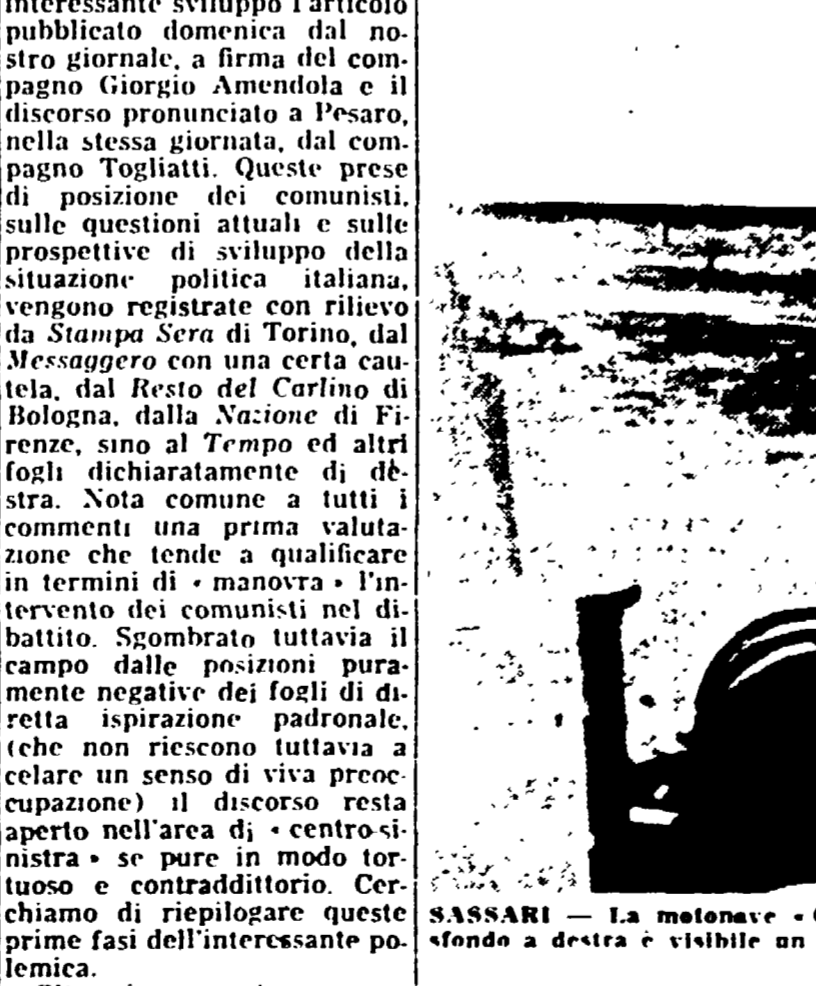 interessante sviluppo l'articolo
pubblicato domenica dal no-
stro giornale, a firma del com-
pagno Giorgio Amendola e il
discorso pronunciato a Pesaro,
nella stessa giornata, dal com-
pagno Togliatti. Queste prese
di posizione dei comunisti,
sulle questioni attuali e sulle
prospettive di sviluppo della
situazione politica italiana,
vengono registrate con rilievo
da Stampa Sera di Torino, dal
Messaggero con una certa cau-
tela, dal Resto del Carlino di
Bologna, dalla Nazione di Fi-
renze, sino al Tempo ed altri
fogli dichiaratamente di de-
stra. Nota comune a tutti i
commenti una prima valuta-
zione che tende a qualificare
in termini di « manovra » l'in-
tervento dei comunisti nel di-
battito. Sgombrato tuttavia il
campo dalle posizioni pura-
mente negative dei fogli di di-
retta ispirazione padronale,
(che non riescono tuttavia a
celare un senso di viva preoc-
cupazione) il discorso resta
aperto nell'area di « centro-si-
nistra » se pure in modo tor-
tuoso e contraddittorio. Cer-
chiamo di riepilogare queste
prime fasi dell'interessante po-
lemica.
SASSARI — La motonave «
sfondo a destra è visibile un